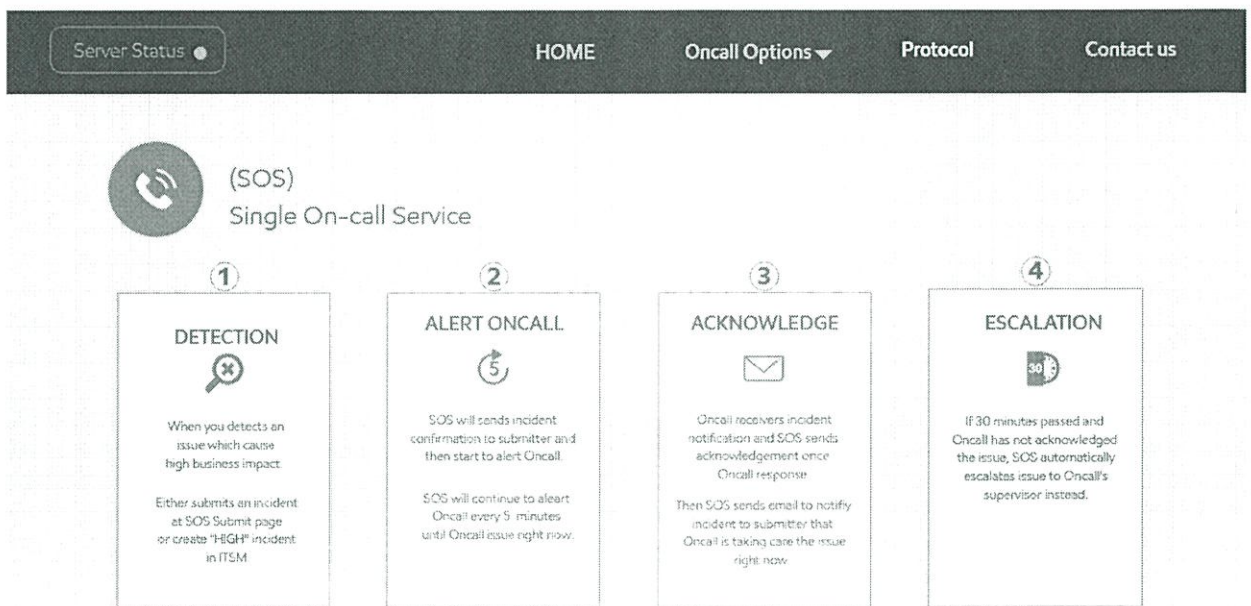 Server Status
HOME
Oncall Options
Protocol
Contact us
(SOS)
Single On-call Service
1
DETECTION
When you detects an
issue which cause
high business impact.
Either submits an incident
at SOS Submit page
or create "HIGH" incident
in ITSM
2
ALERT ONCALL
5
SOS will sends incident
confirmation to submitter and
then start to alert Oncall.
SOS will continue to aleart
Oncall every 5 minutes
until Oncall issue right now.
3
ACKNOWLEDGE
Oncall receivers incident
notification and SOS sends
acknowledgement once
Oncall response
Then SOS sends email to notifiy
incident to submitter that
Oncall is taking care the issue
right now
4
ESCALATION
30
If 30 minutes passed and
Oncall has not acknowledged
the issue, SOS automatically
escalates issue to Oncall's
supervisor instead.